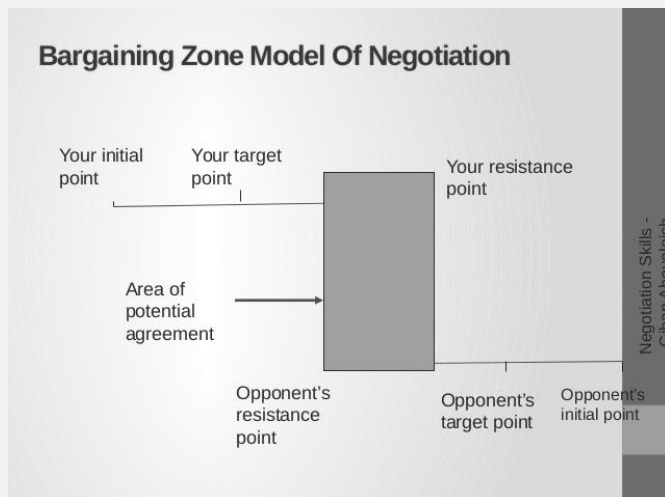 Bargaining Zone Model Of Negotiation
Your initial
point
Your target
point
Your resistance
point
Area of
potential
agreement
Opponent's
resistance
point
Opponent's
target point
Opponent's
initial point
Negotiation Skills -